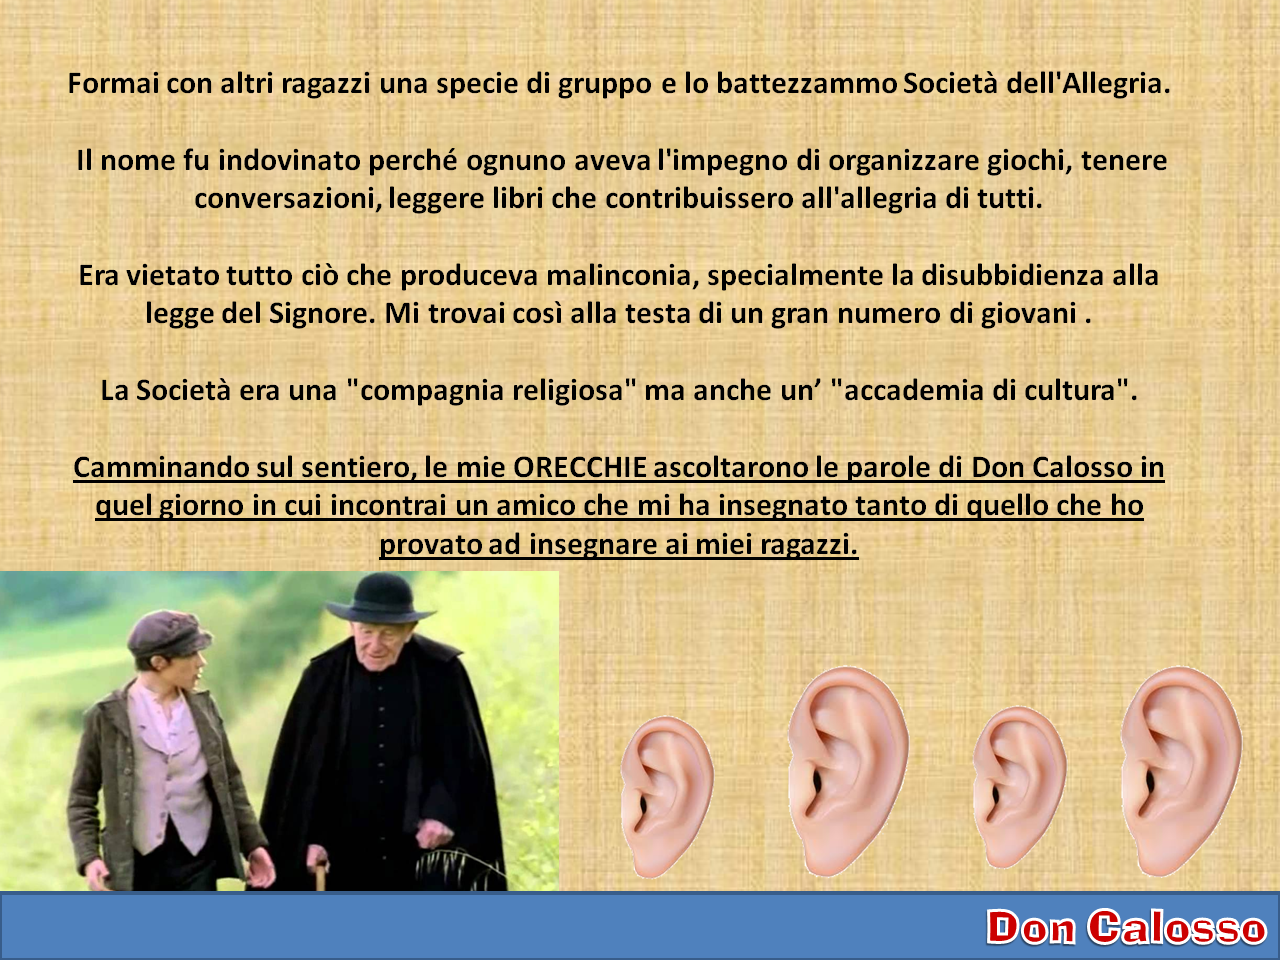 Formai con altri ragazzi una specie di gruppo e lo battezzammo Società dell'Allegria.
Il nome fu indovinato perché ognuno aveva l'impegno di organizzare giochi, tenere
conversazioni, leggere libri che contribuissero all'allegria di tutti.
Era vietato tutto ciò che produceva malinconia, specialmente la disubbidienza alla
legge del Signore. Mi trovai così alla testa di un gran numero di giovani .
La Società era una "compagnia religiosa" ma anche un’ "accademia di cultura".
Camminando sul sentiero, le mie ORECCHIE ascoltarono le parole di Don Calosso in
quel giorno in cui incontrai un amico che mi ha insegnato tanto di quello che ho
provato ad insegnare ai miei ragazzi.
Don Calosso